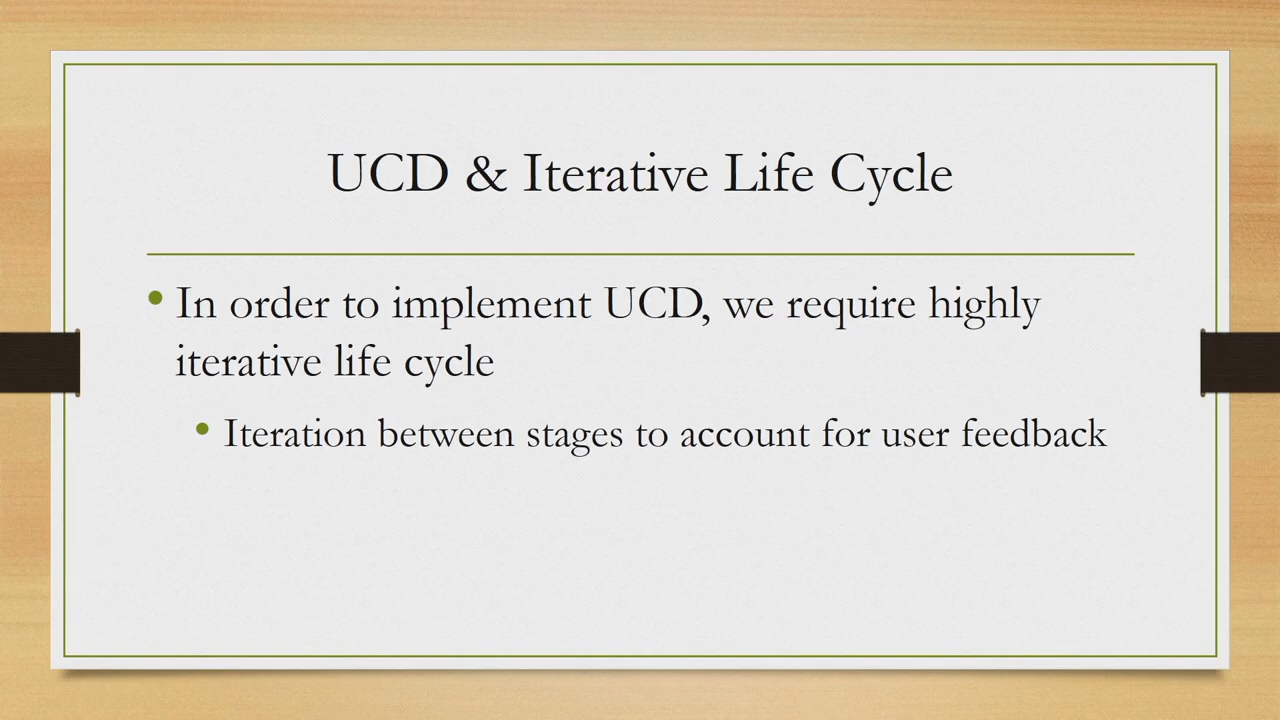 UCD & Iterative Life Cycle
• In order to implement UCD, we require highly
iterative life cycle
• Iteration between stages to account for user feedback